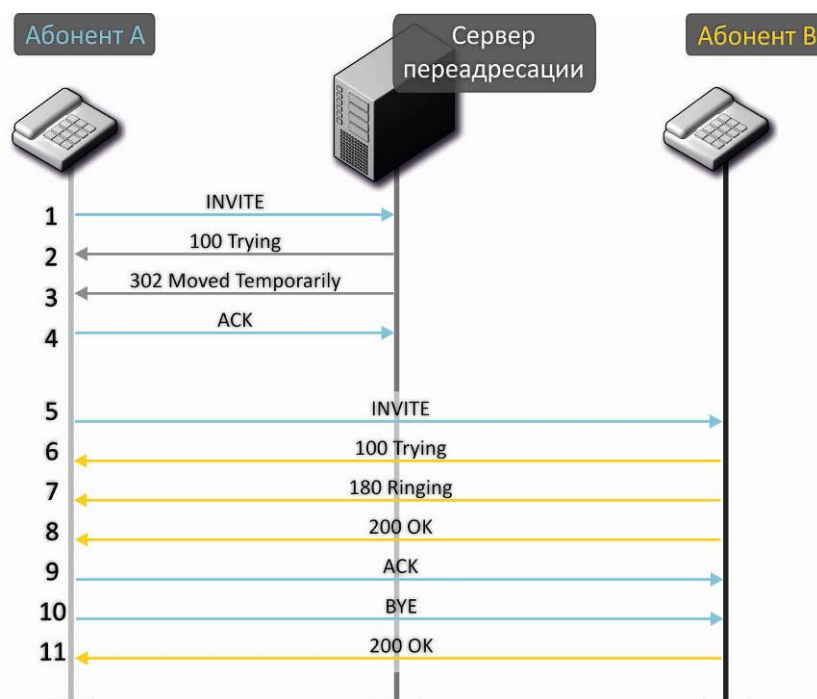 Абонент А
Сервер
переадресации
Абонент В
1
INVITE
2
100 Trying
3
302 Moved Temporarily
4
ACK
5
INVITE
6
100 Trying
7
180 Ringing
8
200 OK
9
ACK
10
BYE
11
200 OK